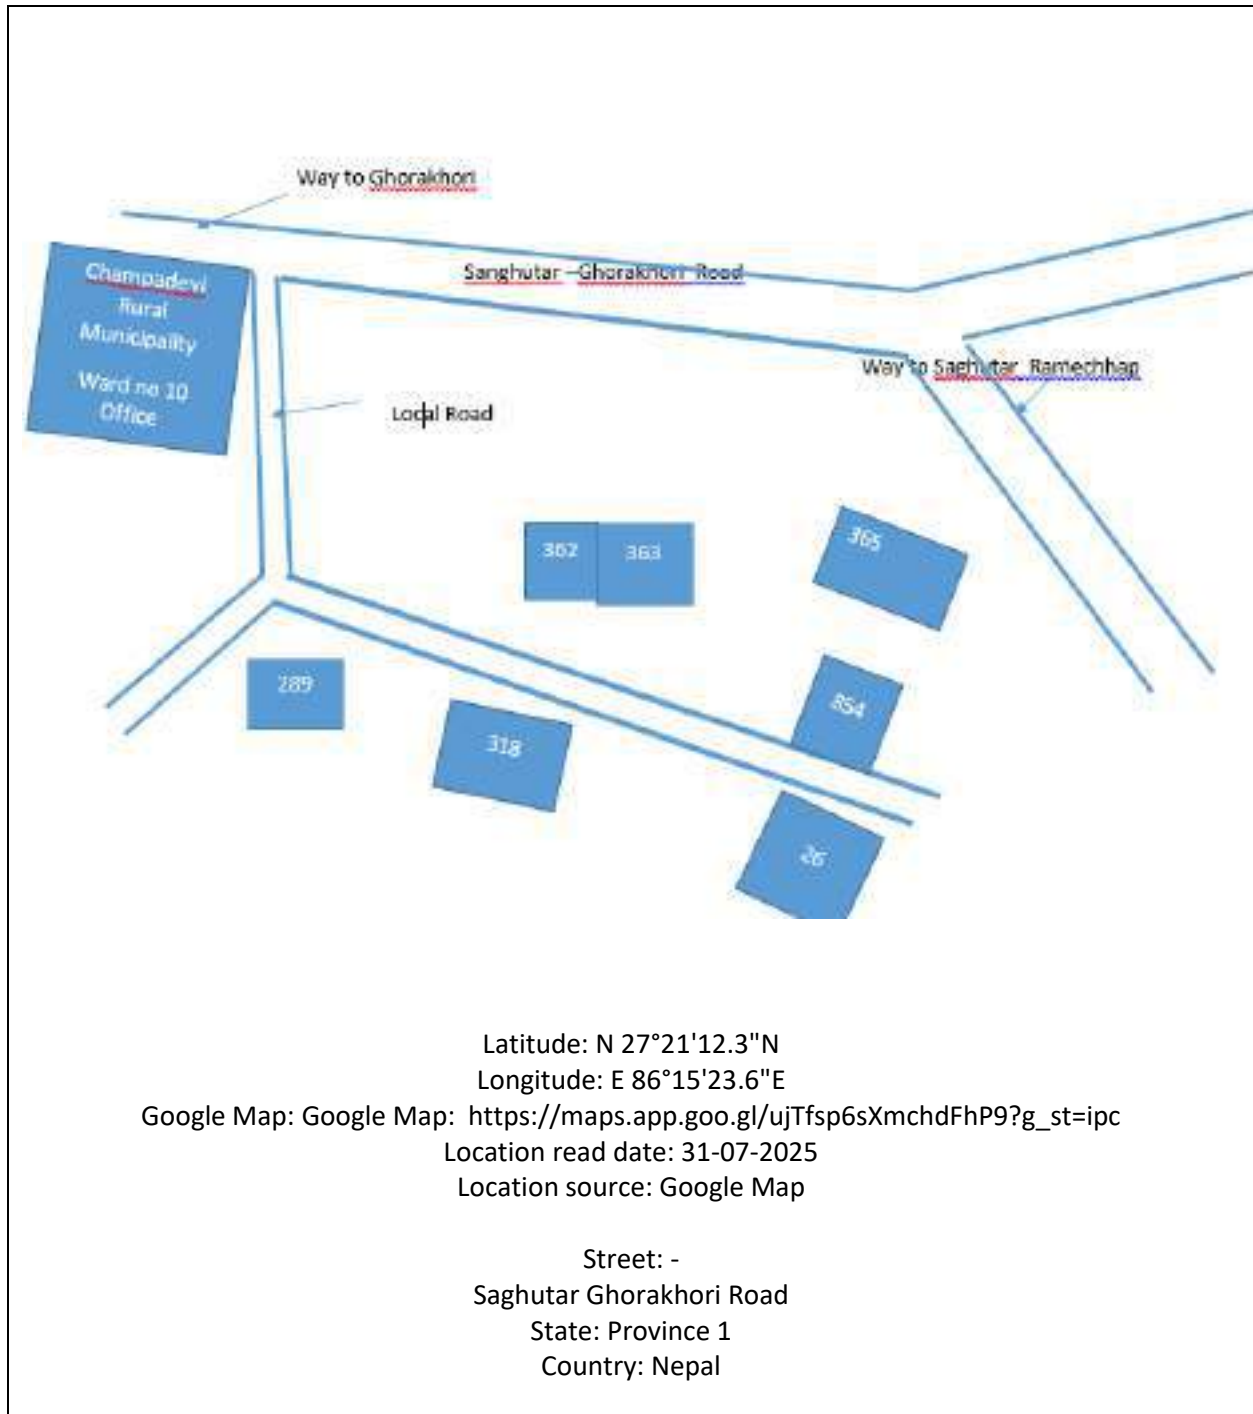 Way to Ghorakhori
Sanghutar –Ghorakhori Road
Champadevi
Rural
Municipality
Ward no 10
Office
Way to Saghutar Ramechhap
Local Road
362
363
365
289
318
854
26
Latitude: N 27°21'12.3"N
Longitude: E 86°15'23.6"E
Google Map: Google Map: https://maps.app.goo.gl/ujTfsp6sXmchdFhP9?g_st=ipc
Location read date: 31-07-2025
Location source: Google Map
Street: -
Saghutar Ghorakhori Road
State: Province 1
Country: Nepal